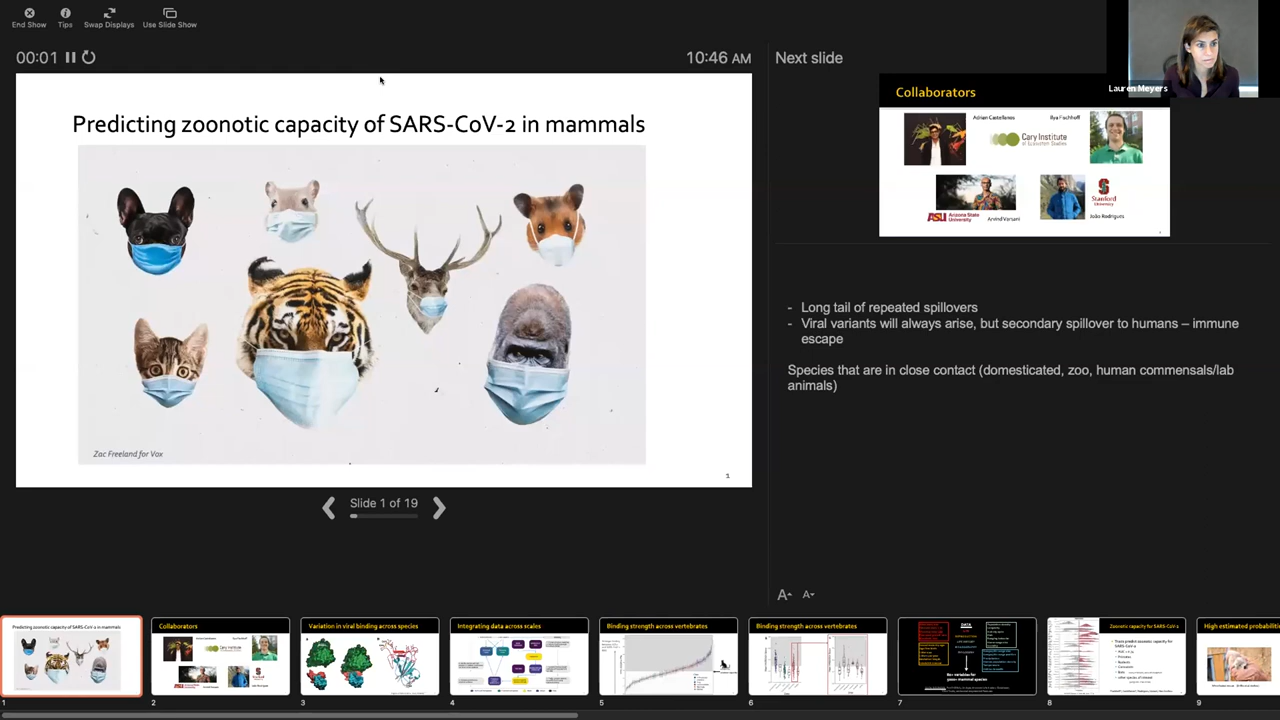 End Show
Tips
Swap Displays
Use Slide Show
00:01
10:46 AM
Next slide
Lauren Meyers
Predicting zoonotic capacity of SARS-CoV-2 in mammals
Zac Freeland for Vox
1
Collaborators
Adrian Castellanos
Ilya Fischhoff
Cary Institute
of Ecosystem Studies
ASU Arizona State University
Arvind Varsani
Stanford
University
João Rodrigues
- Long tail of repeated spillovers
- Viral variants will always arise, but secondary spillover to humans – immune
escape
Species that are in close contact (domesticated, zoo, human commensals/lab
animals)
Slide 1 of 19
A A
Predicting zoonotic capacity of SARS-CoV-2 in mammals
Collaborators
Variation in viral binding across species
Integrating data across scales
Binding strength across vertebrates
Binding strength across vertebrates
DATA
Zoonotic capacity for SARS-CoV-2
High estimated probabiliti
1
2
3
4
5
6
7
8
9